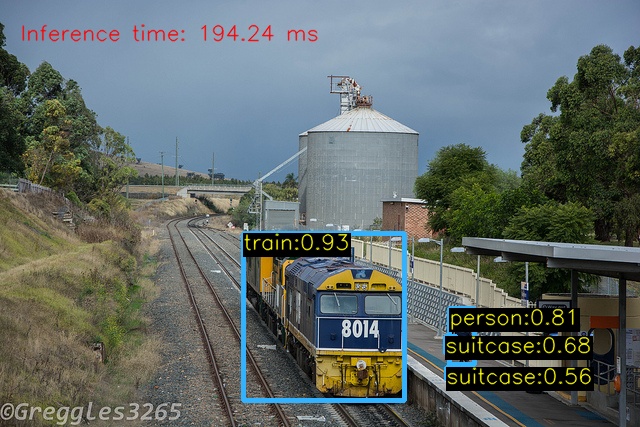 Inference time: 194.24 ms
train:0.93
8014
person:0.81
suitcase:0.68
suitcase:0.56
©Greggles3265